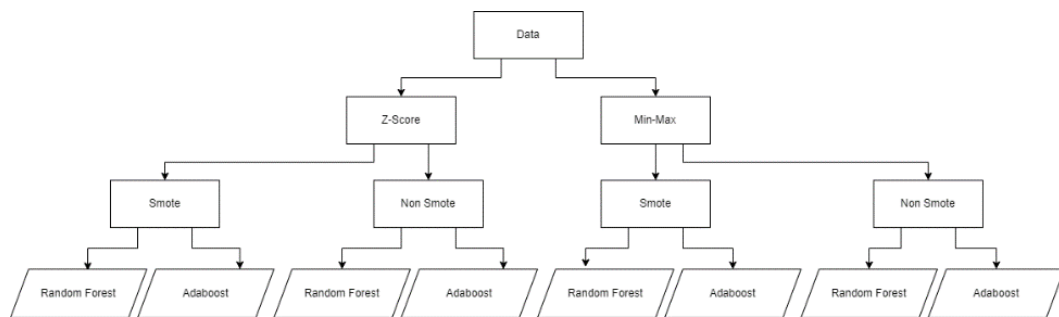 Data
Z-Score
Min-Max
Smote
Non Smote
Smote
Non Smote
Random Forest
Adaboost
Random Forest
Adaboost
Random Forest
Adaboost
Random Forest
Adaboost